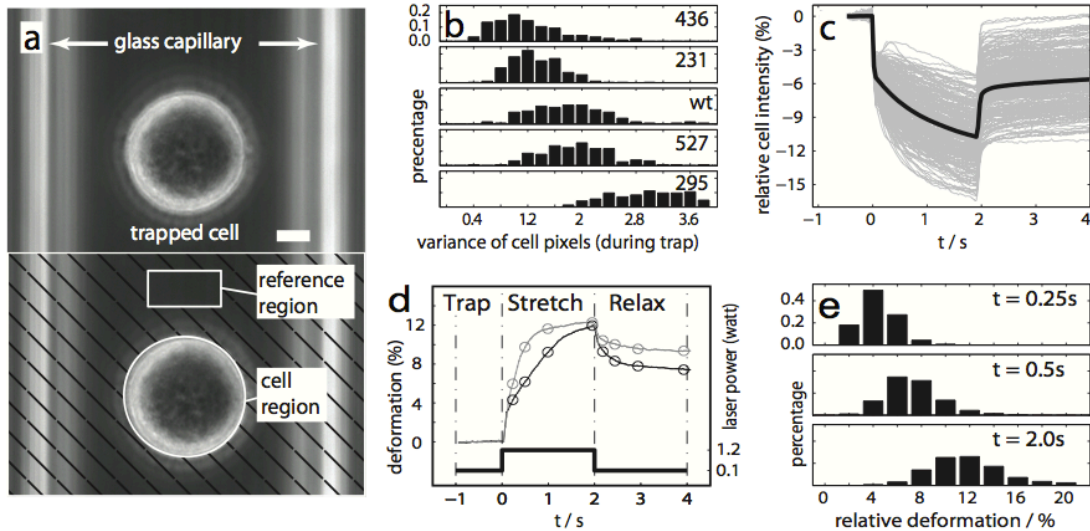 a
glass capillary
trapped cell
reference
region
cell
region
b
0.2
0.1
0.0
436
231
wt
527
295
precentage
0.4
12
2.0
2.8
3.6
variance of cell pixels (during trap)
c
0
-3
-6
-9
-12
-15
relative cell intensity (%)
-1
0
1
2
3
4
t / s
d
Trap
Stretch
Relax
12
8
4
0
deformation (%)
laser power (watt)
1.2
0.1
-1
0
1
2
3
4
t / s
e
0.4
0.2
0.0
t = 0.25s
t = 0.5s
t = 2.0s
percentage
0
4
8
12
16
20
relative deformation / %